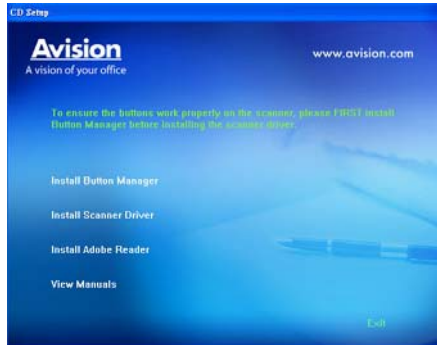 CD Setup
Avision
www.avision.com
A vision of your office
To ensure the buttons work properly on the scanner, please FIRST install
Button Manager before installing the scanner driver.
Install Button Manager
Install Scanner Driver
Install Adobe Reader
View Manuals
Exit